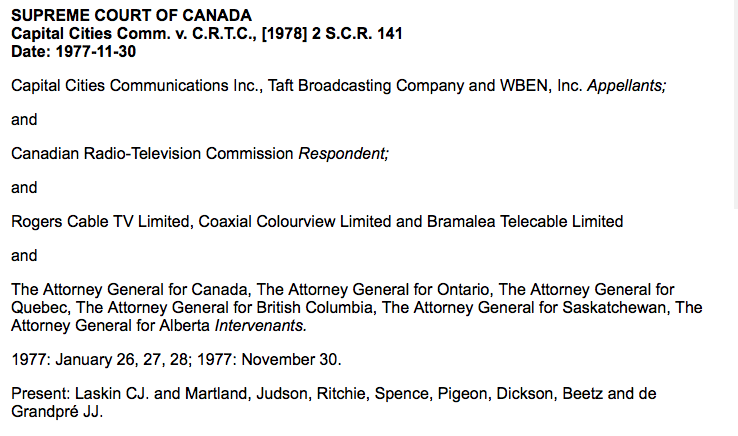 SUPREME COURT OF CANADA
Capital Cities Comm. v. C.R.T.C., [1978] 2 S.C.R. 141
Date: 1977-11-30
Capital Cities Communications Inc., Taft Broadcasting Company and WBEN, Inc. Appellants;
and
Canadian Radio-Television Commission Respondent;
and
Rogers Cable TV Limited, Coaxial Colourview Limited and Bramalea Telecable Limited
and
The Attorney General for Canada, The Attorney General for Ontario, The Attorney General for
Quebec, The Attorney General for British Columbia, The Attorney General for Saskatchewan, The
Attorney General for Alberta Intervenants.
1977: January 26, 27, 28; 1977: November 30.
Present: Laskin CJ. and Martland, Judson, Ritchie, Spence, Pigeon, Dickson, Beetz and de
Grandpré JJ.